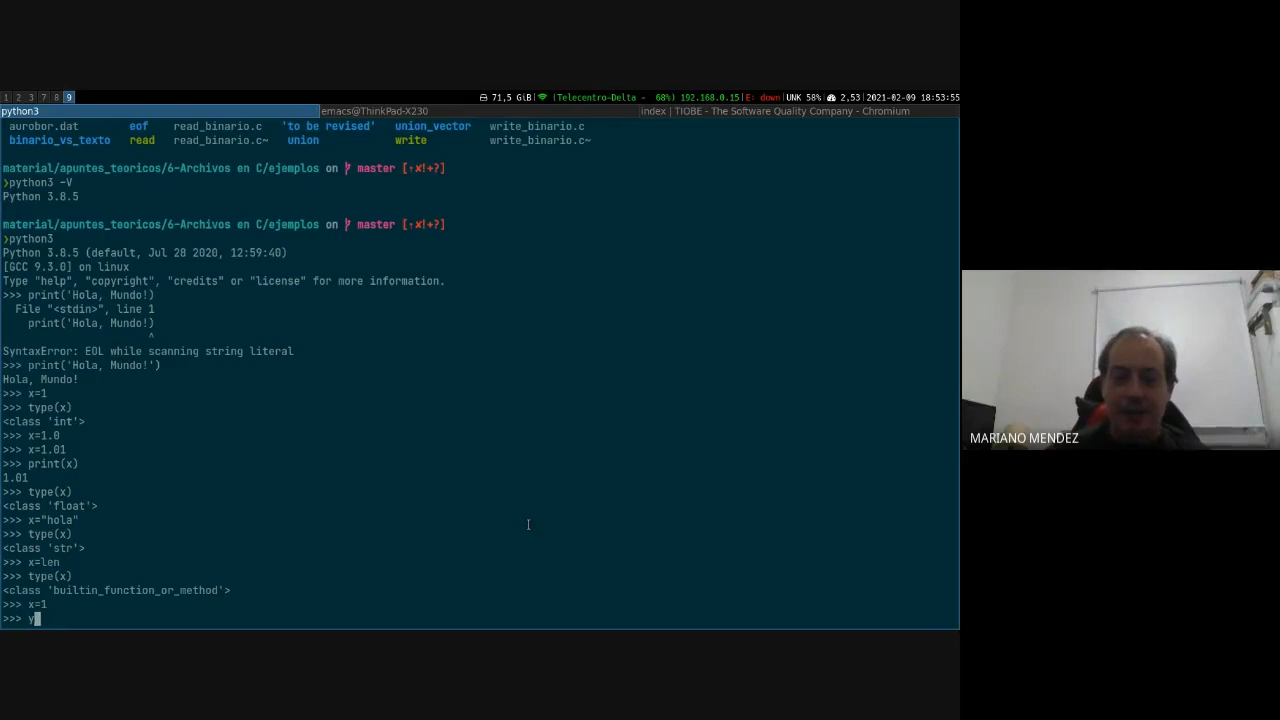 1 2 3 7 8 9
71,5 GiB| (Telecentro-Delta - 68%) 192.168.0.15|E: down|UNK 58%| 2,53|2021-02-09 18:53:55
python3 emacs@ThinkPad-X230 index | TIOBE - The Software Quality Company - Chromium
aurobor.dat eof read_binario.c 'to be revised' union_vector write_binario.c
binario_vs_texto read read_binario.c~ union write write_binario.c~
material/apuntes_teoricos/6-Archivos en C/ejemplos on master [↑✘!+?]
❯python3 -V
Python 3.8.5
material/apuntes_teoricos/6-Archivos en C/ejemplos on master [↑✘!+?]
❯python3
Python 3.8.5 (default, Jul 28 2020, 12:59:40)
[GCC 9.3.0] on linux
Type "help", "copyright", "credits" or "license" for more information.
>>> print('Hola, Mundo!)
File "<stdin>", line 1
print('Hola, Mundo!)
^
SyntaxError: EOL while scanning string literal
>>> print('Hola, Mundo!')
Hola, Mundo!
>>> x=1
>>> type(x)
<class 'int'>
>>> x=1.0
>>> x=1.01
>>> print(x)
1.01
>>> type(x)
<class 'float'>
>>> x="hola"
>>> type(x)
<class 'str'>
>>> x=len
>>> type(x)
<class 'builtin_function_or_method'>
>>> x=1
>>> y
MARIANO MENDEZ